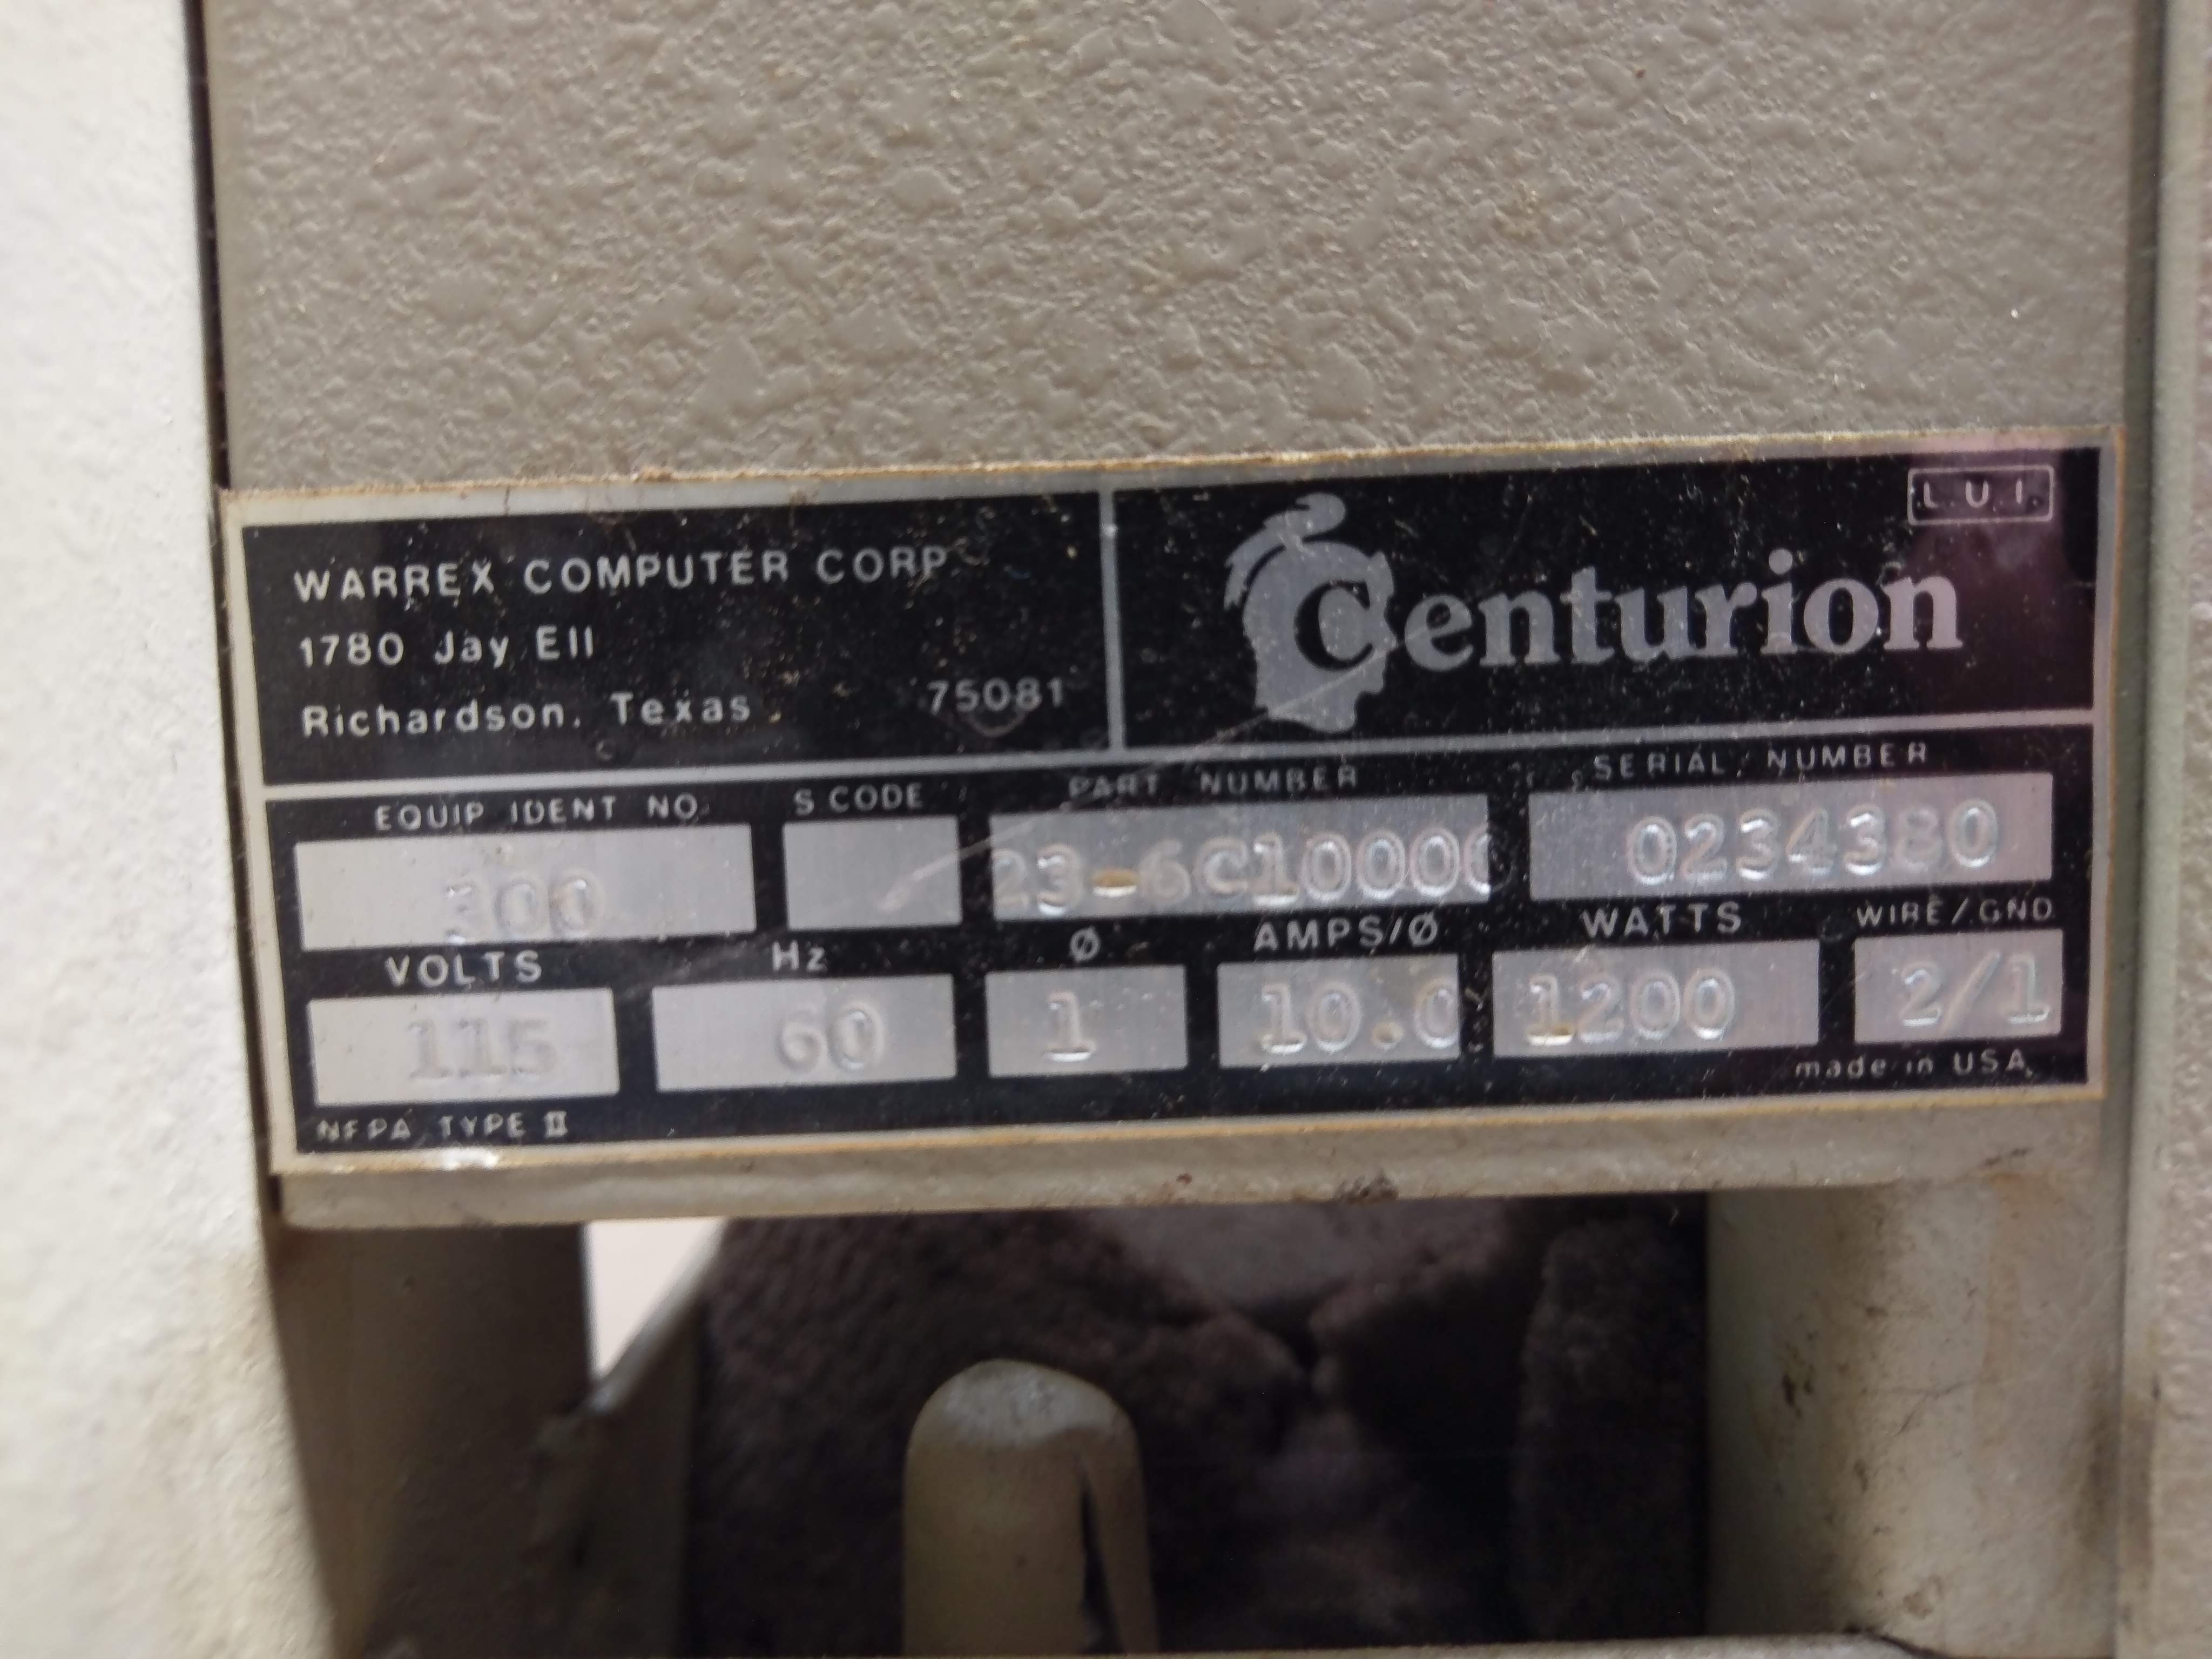 WARREX COMPUTER CORP.
1780 Jay Ell
Richardson, Texas 75081
Centurion
L.U.I.
EQUIP IDENT NO. S CODE PART NUMBER SERIAL NUMBER
300 23-6C10000 0234380
VOLTS Hz Ø AMPS/Ø WATTS WIRE/GND
115 60 1 10.0 1200 2/1
NFPA TYPE II made in USA